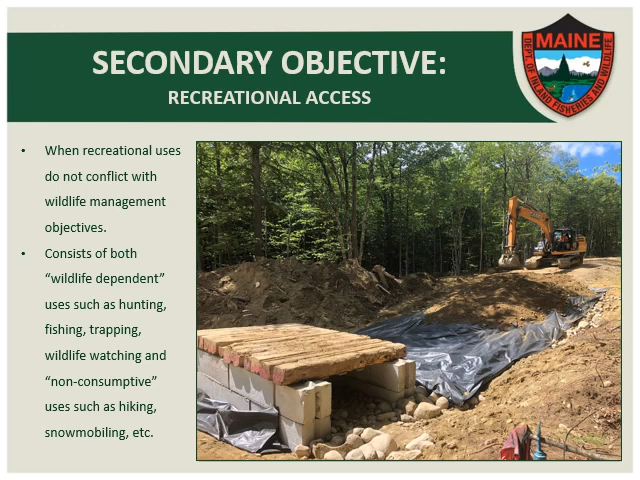 SECONDARY OBJECTIVE:
RECREATIONAL ACCESS
MAINE
DEPT. OF INLAND FISHERIES AND WILDLIFE
• When recreational uses
do not conflict with
wildlife management
objectives.
• Consists of both
“wildlife dependent”
uses such as hunting,
fishing, trapping,
wildlife watching and
“non-consumptive”
uses such as hiking,
snowmobiling, etc.